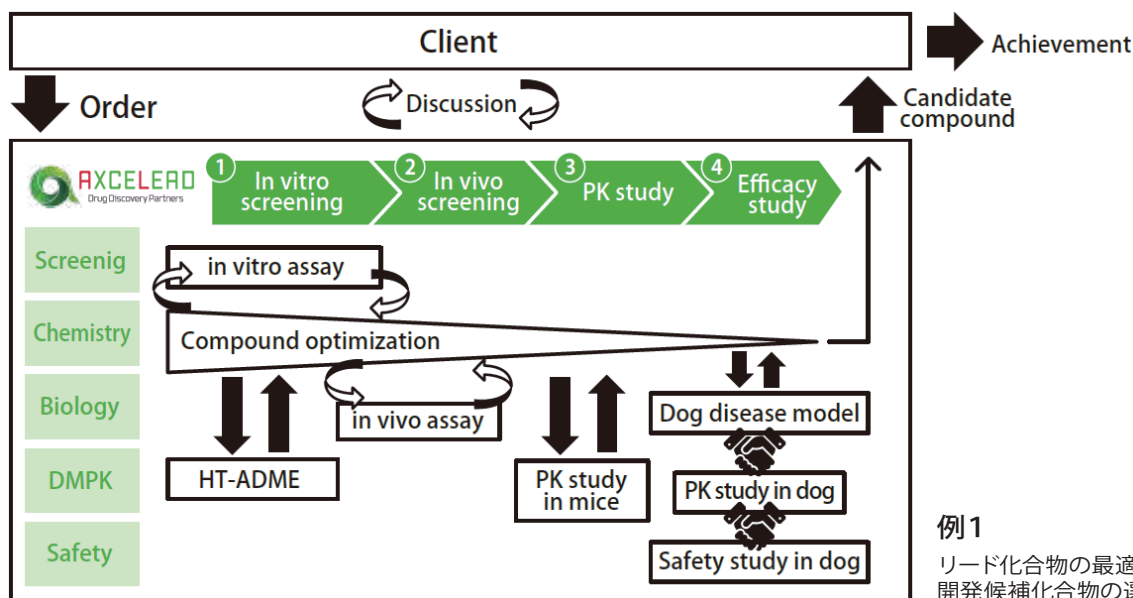 Client
Achievement
Order
Discussion
Candidate
compound
AXCELEAD
Drug Discovery Partners
1
In vitro
screening
2
In vivo
screening
3
PK study
4
Efficacy
study
Screenig
in vitro assay
Chemistry
Compound optimization
Biology
in vivo assay
Dog disease model
DMPK
HT-ADME
PK study
in mice
PK study in dog
Safety
Safety study in dog
例1
リード化合物の最適
開発候補化合物の選